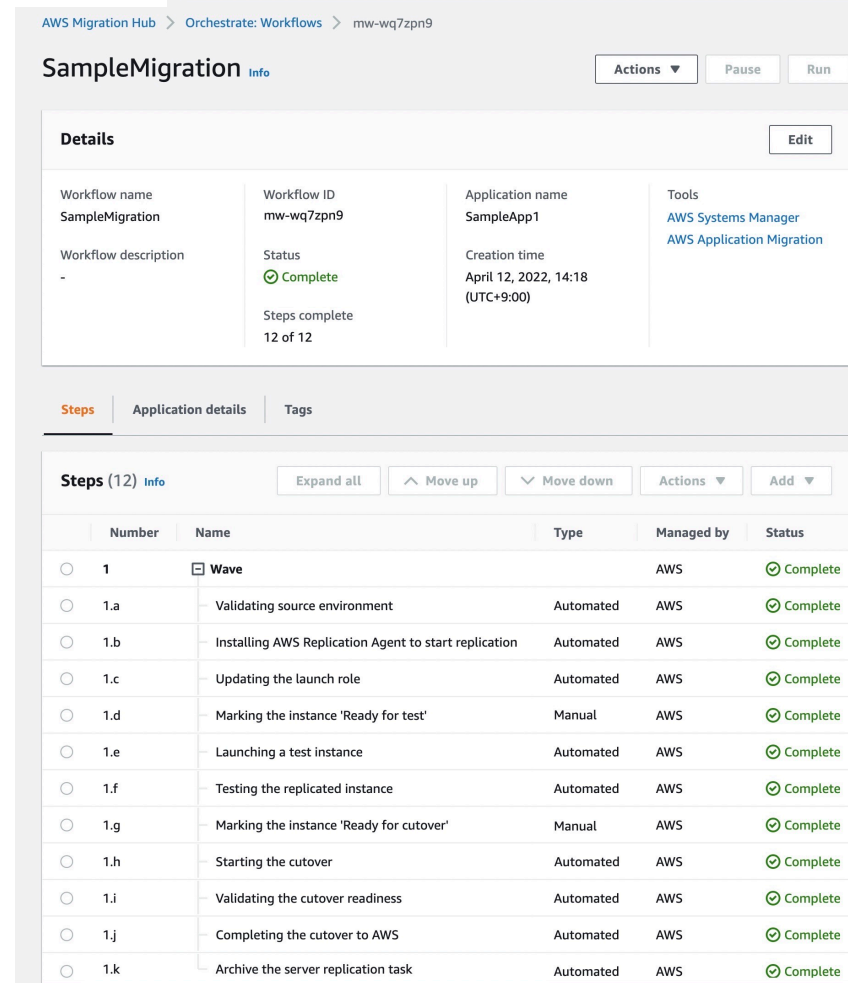 AWS Migration Hub > Orchestrate: Workflows > mw-wq7zpn9
SampleMigration Info
Actions ▼ Pause Run
Details
Edit
Workflow name
SampleMigration
Workflow description
-
Workflow ID
mw-wq7zpn9
Status
Complete
Steps complete
12 of 12
Application name
SampleApp1
Creation time
April 12, 2022, 14:18
(UTC+9:00)
Tools
AWS Systems Manager
AWS Application Migration
Steps Application details Tags
Steps (12) Info Expand all Move up Move down Actions ▼ Add ▼
Number Name Type Managed by Status
1 Wave AWS Complete
1.a Validating source environment Automated AWS Complete
1.b Installing AWS Replication Agent to start replication Automated AWS Complete
1.c Updating the launch role Automated AWS Complete
1.d Marking the instance 'Ready for test' Manual AWS Complete
1.e Launching a test instance Automated AWS Complete
1.f Testing the replicated instance Automated AWS Complete
1.g Marking the instance 'Ready for cutover' Manual AWS Complete
1.h Starting the cutover Automated AWS Complete
1.i Validating the cutover readiness Automated AWS Complete
1.j Completing the cutover to AWS Automated AWS Complete
1.k Archive the server replication task Automated AWS Complete